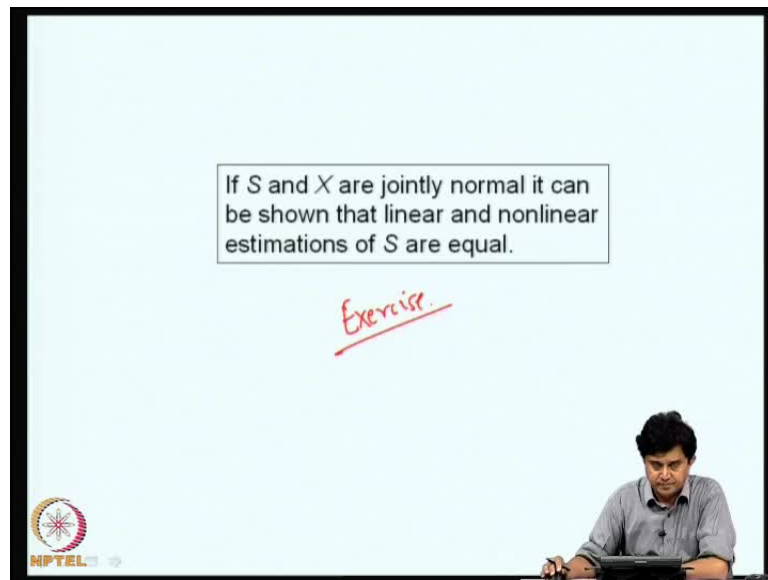 If S and X are jointly normal it can
be shown that linear and nonlinear
estimations of S are equal.
Exercise.
NPTEL